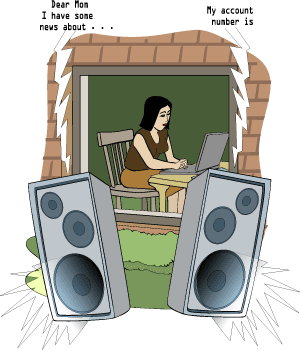 Dear Mom
I have some
news about . . .
My account
number is